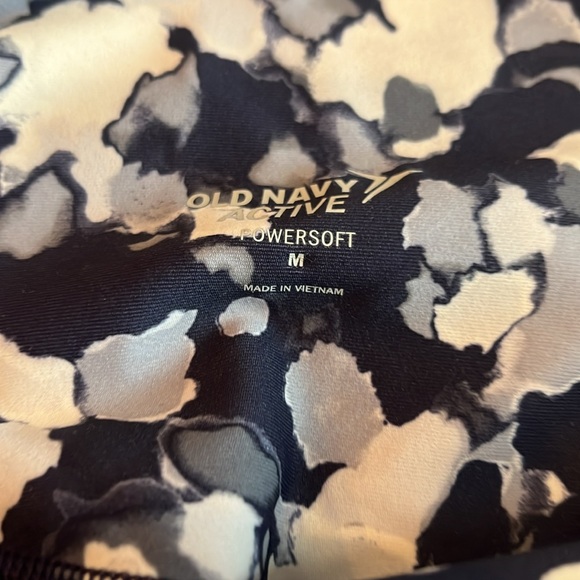 OLD NAVY
ACTIVE
POWERSOFT
M
MADE IN VIETNAM